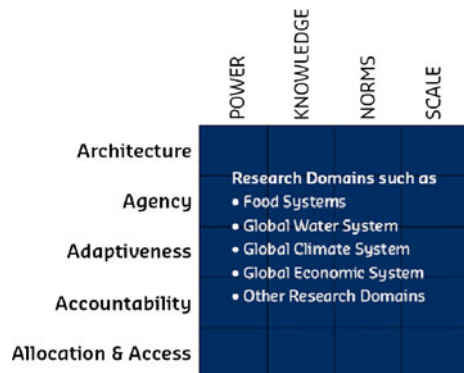 POWER
KNOWLEDGE
NORMS
SCALE
Architecture
Agency
Adaptiveness
Accountability
Allocation & Access
Research Domains such as
• Food Systems
• Global Water System
• Global Climate System
• Global Economic System
• Other Research Domains